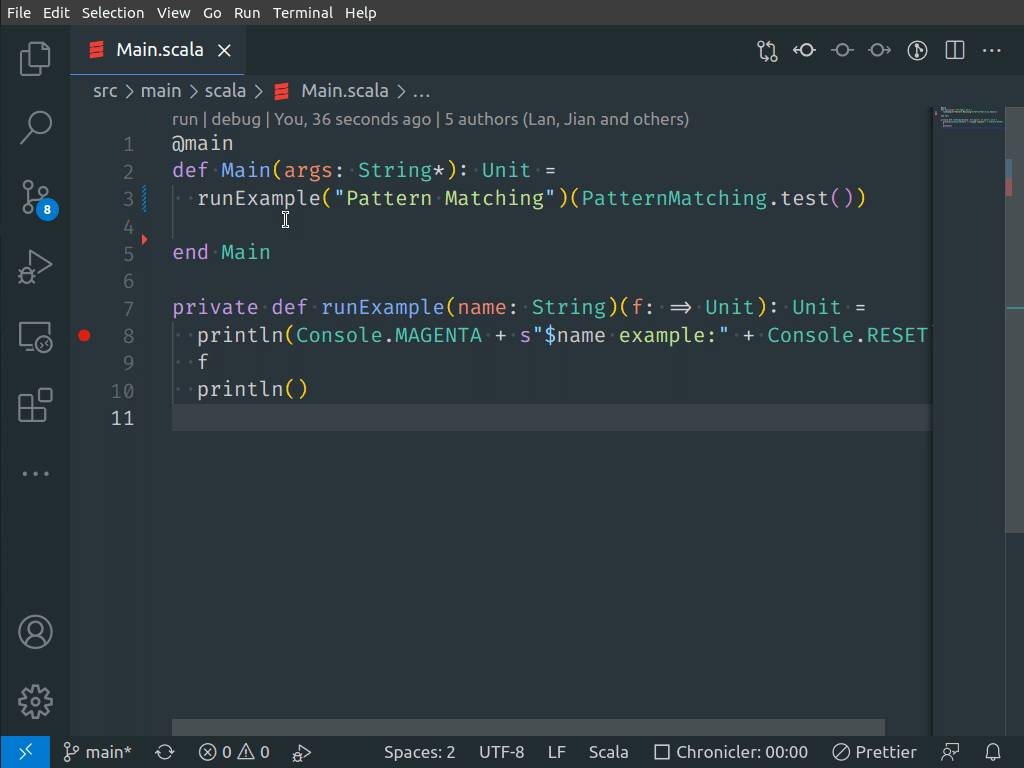 File Edit Selection View Go Run Terminal Help
Main.scala
src > main > scala > Main.scala > ...
run | debug | You, 36 seconds ago | 5 authors (Lan, Jian and others)
1 @main
2 def Main(args: String*): Unit =
3 runExample("Pattern Matching")(PatternMatching.test())
4
5 end Main
6
7 private def runExample(name: String)(f: => Unit): Unit =
8 println(Console.MAGENTA + s"$name example:" + Console.RESET
9 f
10 println()
11
8
main* 0 0 Spaces: 2 UTF-8 LF Scala Chronicler: 00:00 Prettier